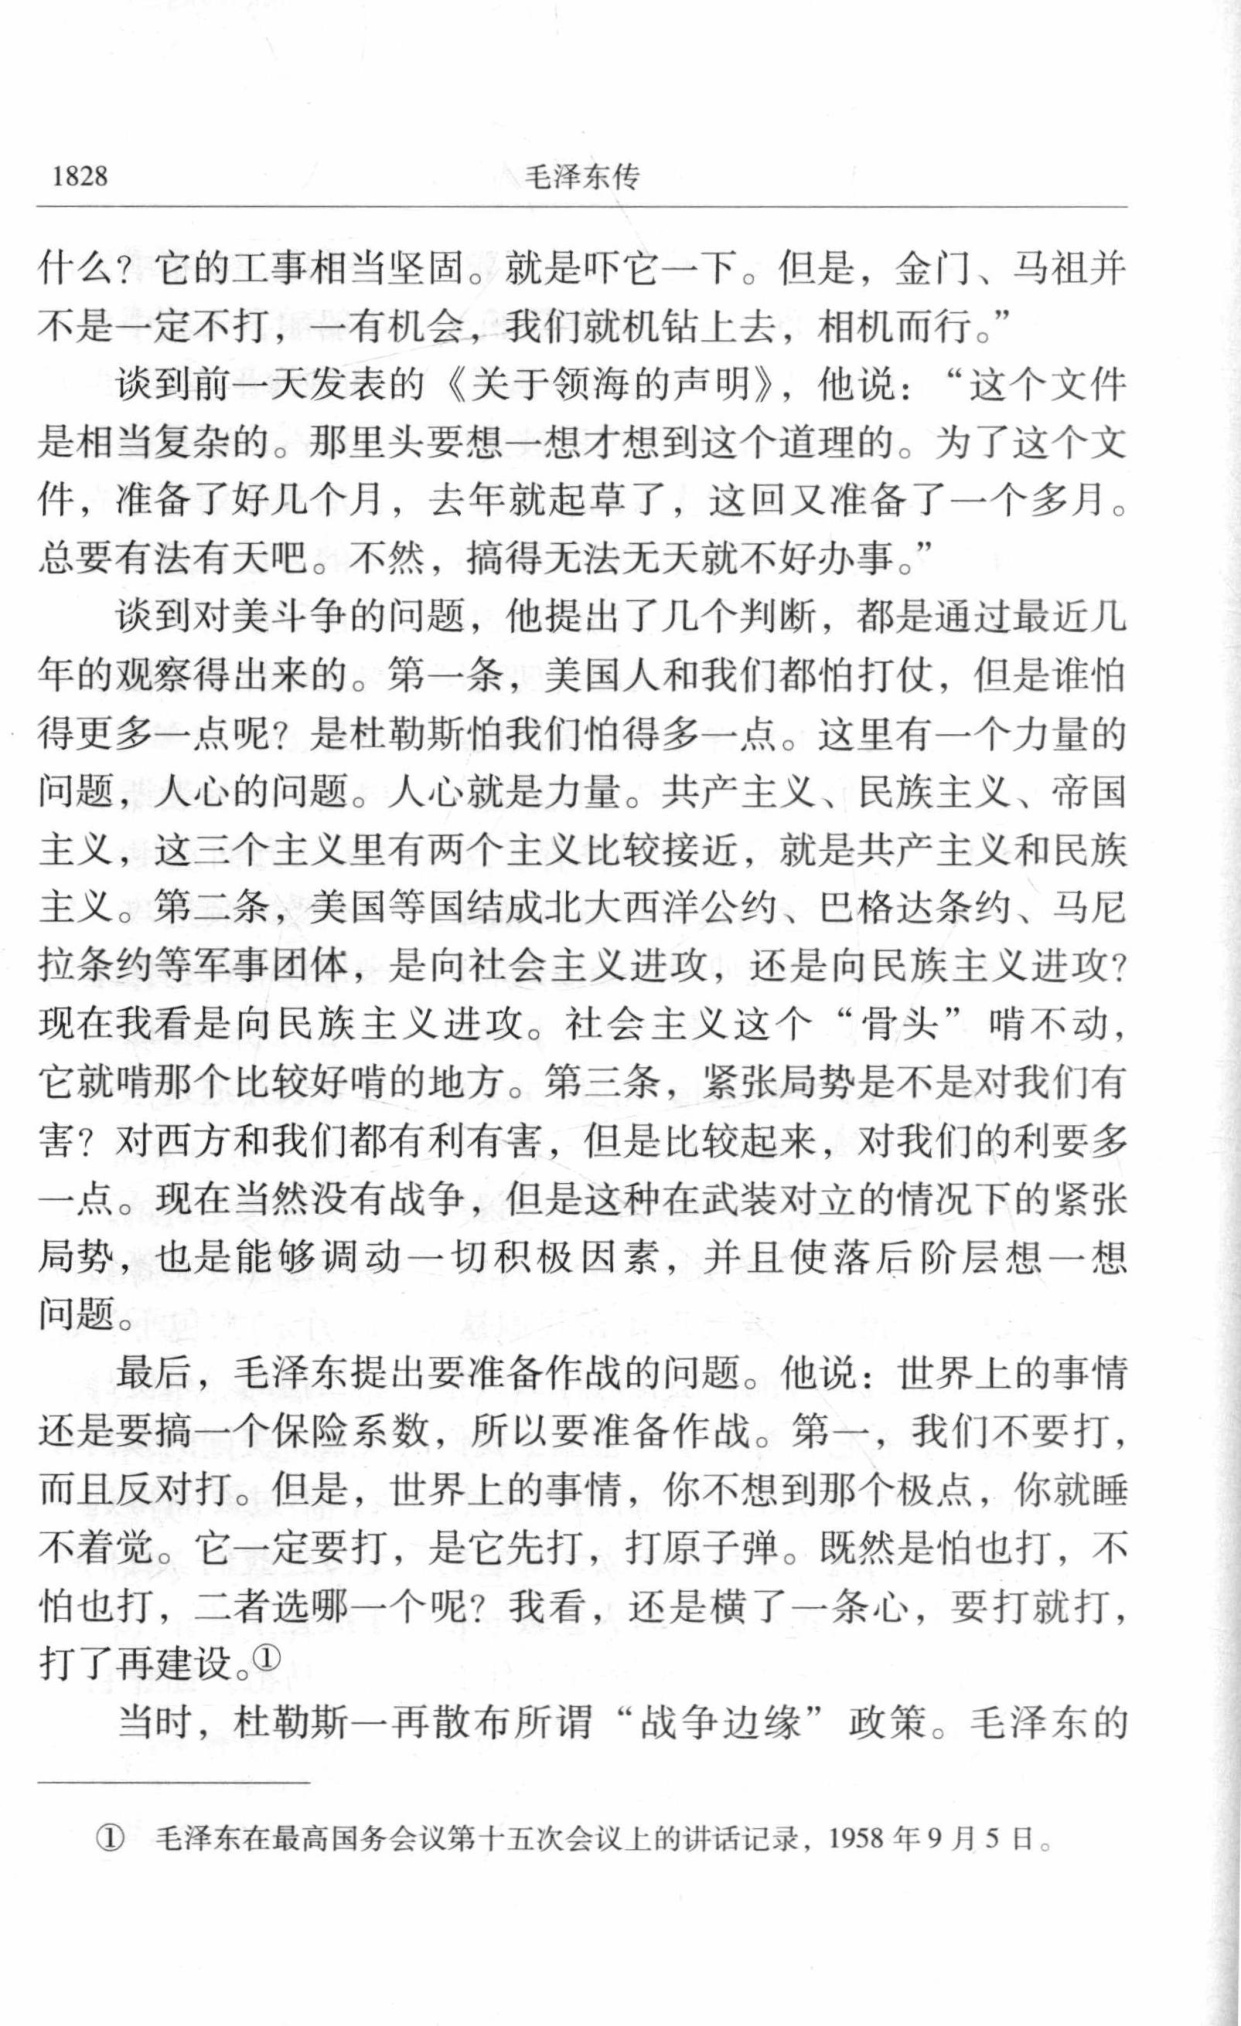 1828
毛泽东传
什么？它的工事相当坚固。就是吓它一下。但是，金门、马祖并
不是一定不打，一有机会，我们就机钻上去，相机而行。”
谈到前一天发表的《关于领海的声明》，他说：“这个文件
是相当复杂的。那里头要想一想才想到这个道理的。为了这个文
件，准备了好几个月，去年就起草了，这回又准备了一个多月。
总要有法有天吧。不然，搞得无法无天就不好办事。”
谈到对美斗争的问题，他提出了几个判断，都是通过最近几
年的观察得出来的。第一条，美国人和我们都怕打仗，但是谁怕
得更多一点呢？是杜勒斯怕我们怕得多一点。这里有一个力量的
问题，人心的问题。人心就是力量。共产主义、民族主义、帝国
主义，这三个主义里有两个主义比较接近，就是共产主义和民族
主义。第二条，美国等国结成北大西洋公约、巴格达条约、马尼
拉条约等军事团体，是向社会主义进攻，还是向民族主义进攻？
现在我看是向民族主义进攻。社会主义这个“骨头”啃不动，
它就啃那个比较好啃的地方。第三条，紧张局势是不是对我们有
害？对西方和我们都有利有害，但是比较起来，对我们的利要多
一点。现在当然没有战争，但是这种在武装对立的情况下的紧张
局势，也是能够调动一切积极因素，并且使落后阶层想一想
问题。
最后，毛泽东提出要准备作战的问题。他说：世界上的事情
还是要搞一个保险系数，所以要准备作战。第一，我们不要打，
而且反对打。但是，世界上的事情，你不想到那个极点，你就睡
不着觉。它一定要打，是它先打，打原子弹。既然是怕也打，不
怕也打，二者选哪一个呢？我看，还是横了一条心，要打就打，
打了再建设。①
当时，杜勒斯一再散布所谓“战争边缘”政策。毛泽东的
① 毛泽东在最高国务会议第十五次会议上的讲话记录，1958年9月5日。